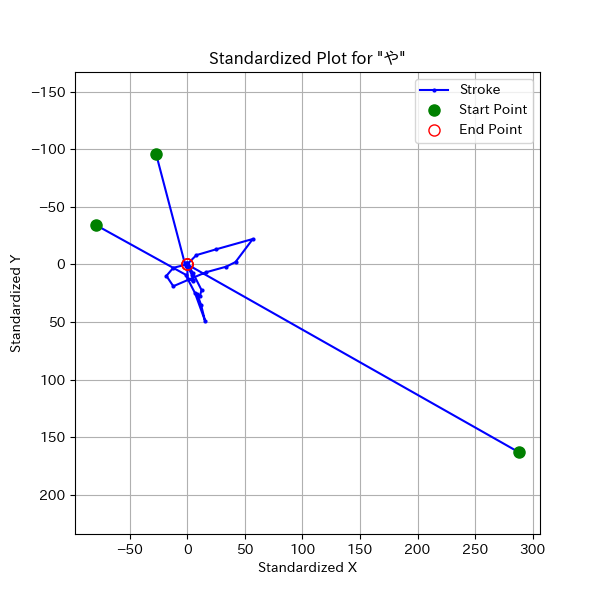 Standardized Plot for "や"
Stroke
Start Point
End Point
−150
−100
−50
0
50
100
150
200
Standardized Y
−50 0 50 100 150 200 250 300
Standardized X